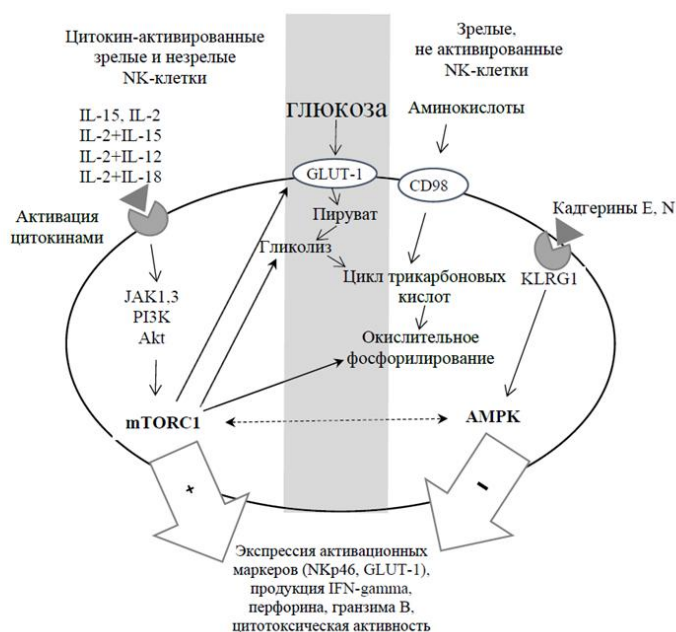 Цитокин-активированные
зрелые и незрелые
NK-клетки
Зрелые,
не активированные
NK-клетки
IL-15, IL-2
IL-2+IL-15
IL-2+IL-12
IL-2+IL-18
глюкоза
Аминокислоты
GLUT-1
CD98
Активация
цитокинами
Пируват
Гликолиз
Кадгерины E, N
KLRG1
Цикл трикарбоновых
кислот
JAK1,3
PI3K
Akt
Окислительное
фосфорилирование
mTORC1
AMPK
+
–
Экспрессия активационных
маркеров (NKp46, GLUT-1),
продукция IFN-gamma,
перфорина, гранзима B,
цитотоксическая активность